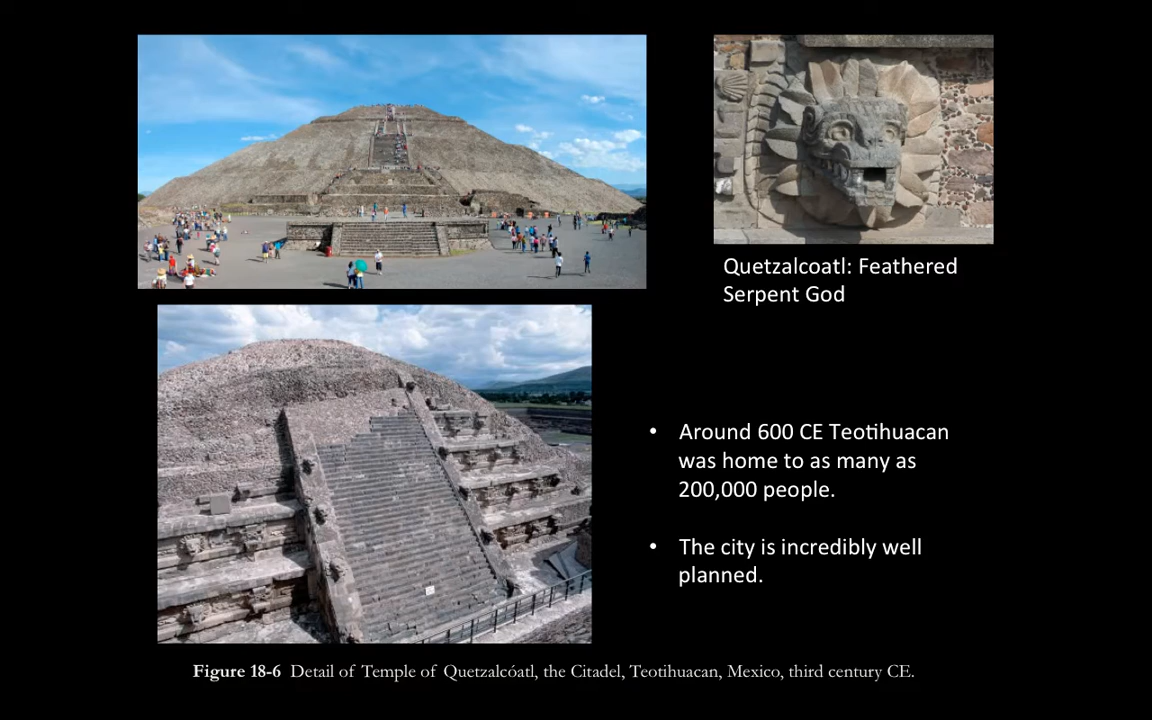 Quetzalcoatl: Feathered
Serpent God
• Around 600 CE Teotihuacan
was home to as many as
200,000 people.
• The city is incredibly well
planned.
Figure 18-6 Detail of Temple of Quetzalcóatl, the Citadel, Teotihuacan, Mexico, third century CE.